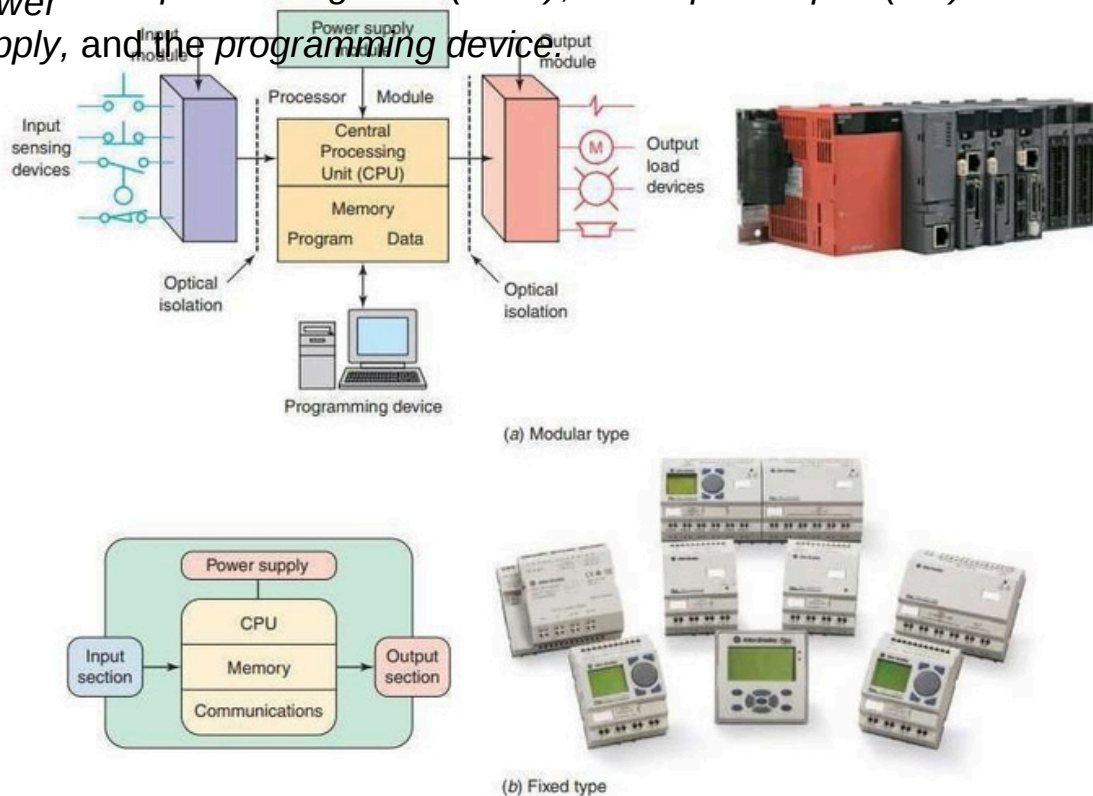 pply, and the programming device.
Input
module
Power supply
module
Output
module
Processor
Module
Input
sensing
devices
Central
Processing
Unit (CPU)
Memory
Program
Data
Output
load
devices
M
Optical
isolation
Optical
isolation
Programming device
(a) Modular type
Power supply
CPU
Memory
Communications
Input
section
Output
section
(b) Fixed type